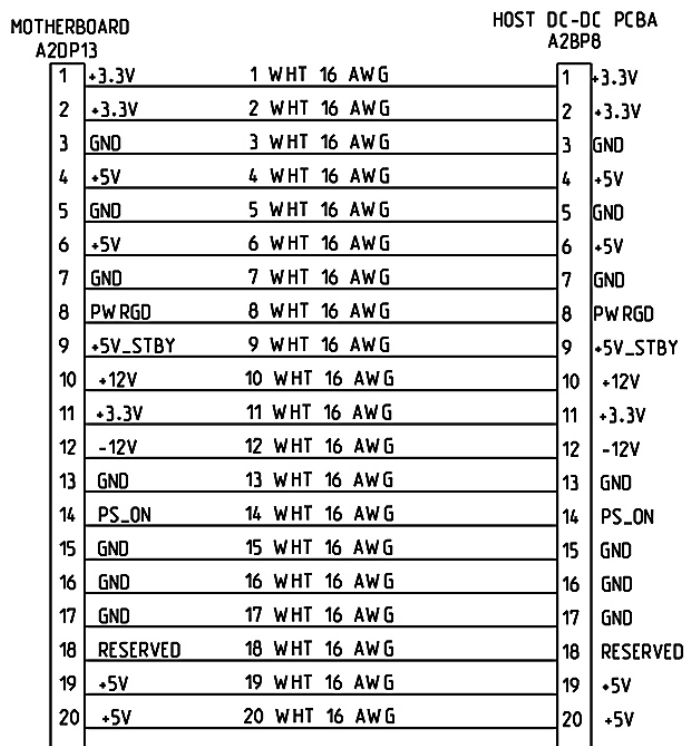 MOTHERBOARD
A2DP13
HOST DC-DC PCBA
A2BP8
1 +3.3V 1 WHT 16 AWG 1 +3.3V
2 +3.3V 2 WHT 16 AWG 2 +3.3V
3 GND 3 WHT 16 AWG 3 GND
4 +5V 4 WHT 16 AWG 4 +5V
5 GND 5 WHT 16 AWG 5 GND
6 +5V 6 WHT 16 AWG 6 +5V
7 GND 7 WHT 16 AWG 7 GND
8 PWRGD 8 WHT 16 AWG 8 PWRGD
9 +5V_STBY 9 WHT 16 AWG 9 +5V_STBY
10 +12V 10 WHT 16 AWG 10 +12V
11 +3.3V 11 WHT 16 AWG 11 +3.3V
12 -12V 12 WHT 16 AWG 12 -12V
13 GND 13 WHT 16 AWG 13 GND
14 PS_ON 14 WHT 16 AWG 14 PS_ON
15 GND 15 WHT 16 AWG 15 GND
16 GND 16 WHT 16 AWG 16 GND
17 GND 17 WHT 16 AWG 17 GND
18 RESERVED 18 WHT 16 AWG 18 RESERVED
19 +5V 19 WHT 16 AWG 19 +5V
20 +5V 20 WHT 16 AWG 20 +5V